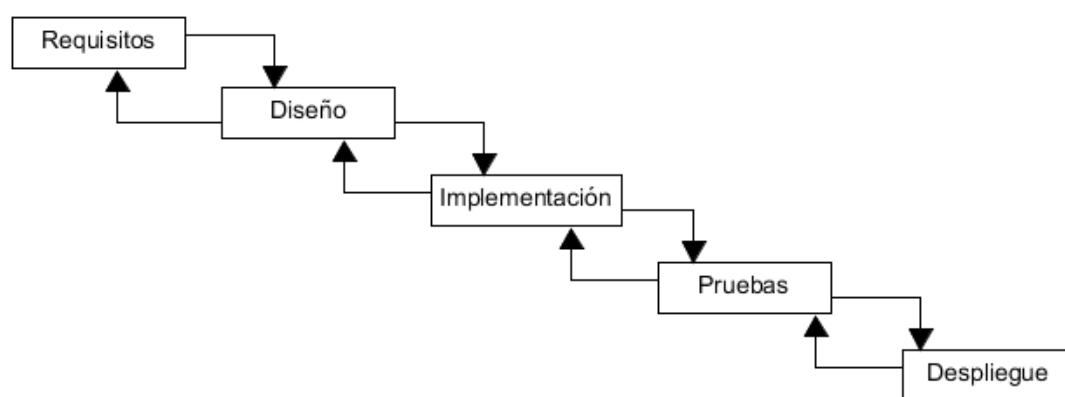 Requisitos
Diseño
Implementación
Pruebas
Despliegue